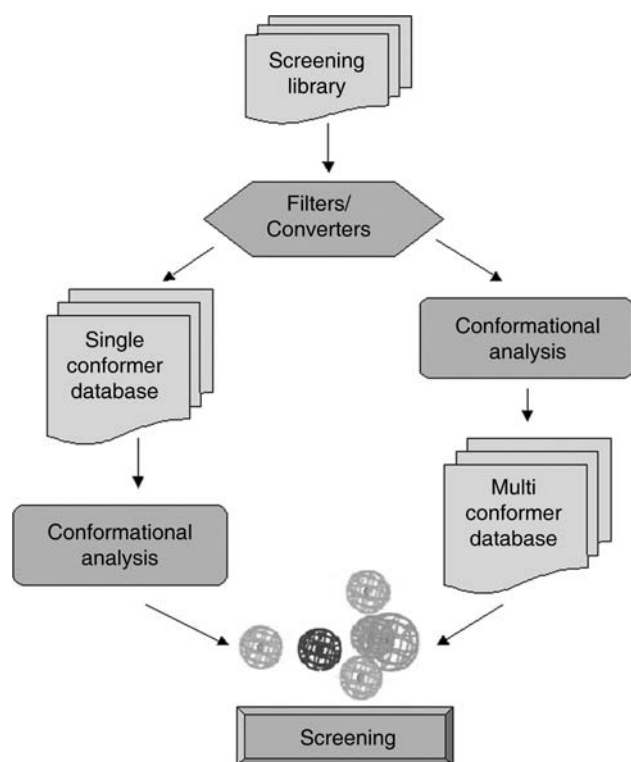 Screening
library
Filters/
Converters
Single
conformer
database
Conformational
analysis
Conformational
analysis
Multi
conformer
database
Screening